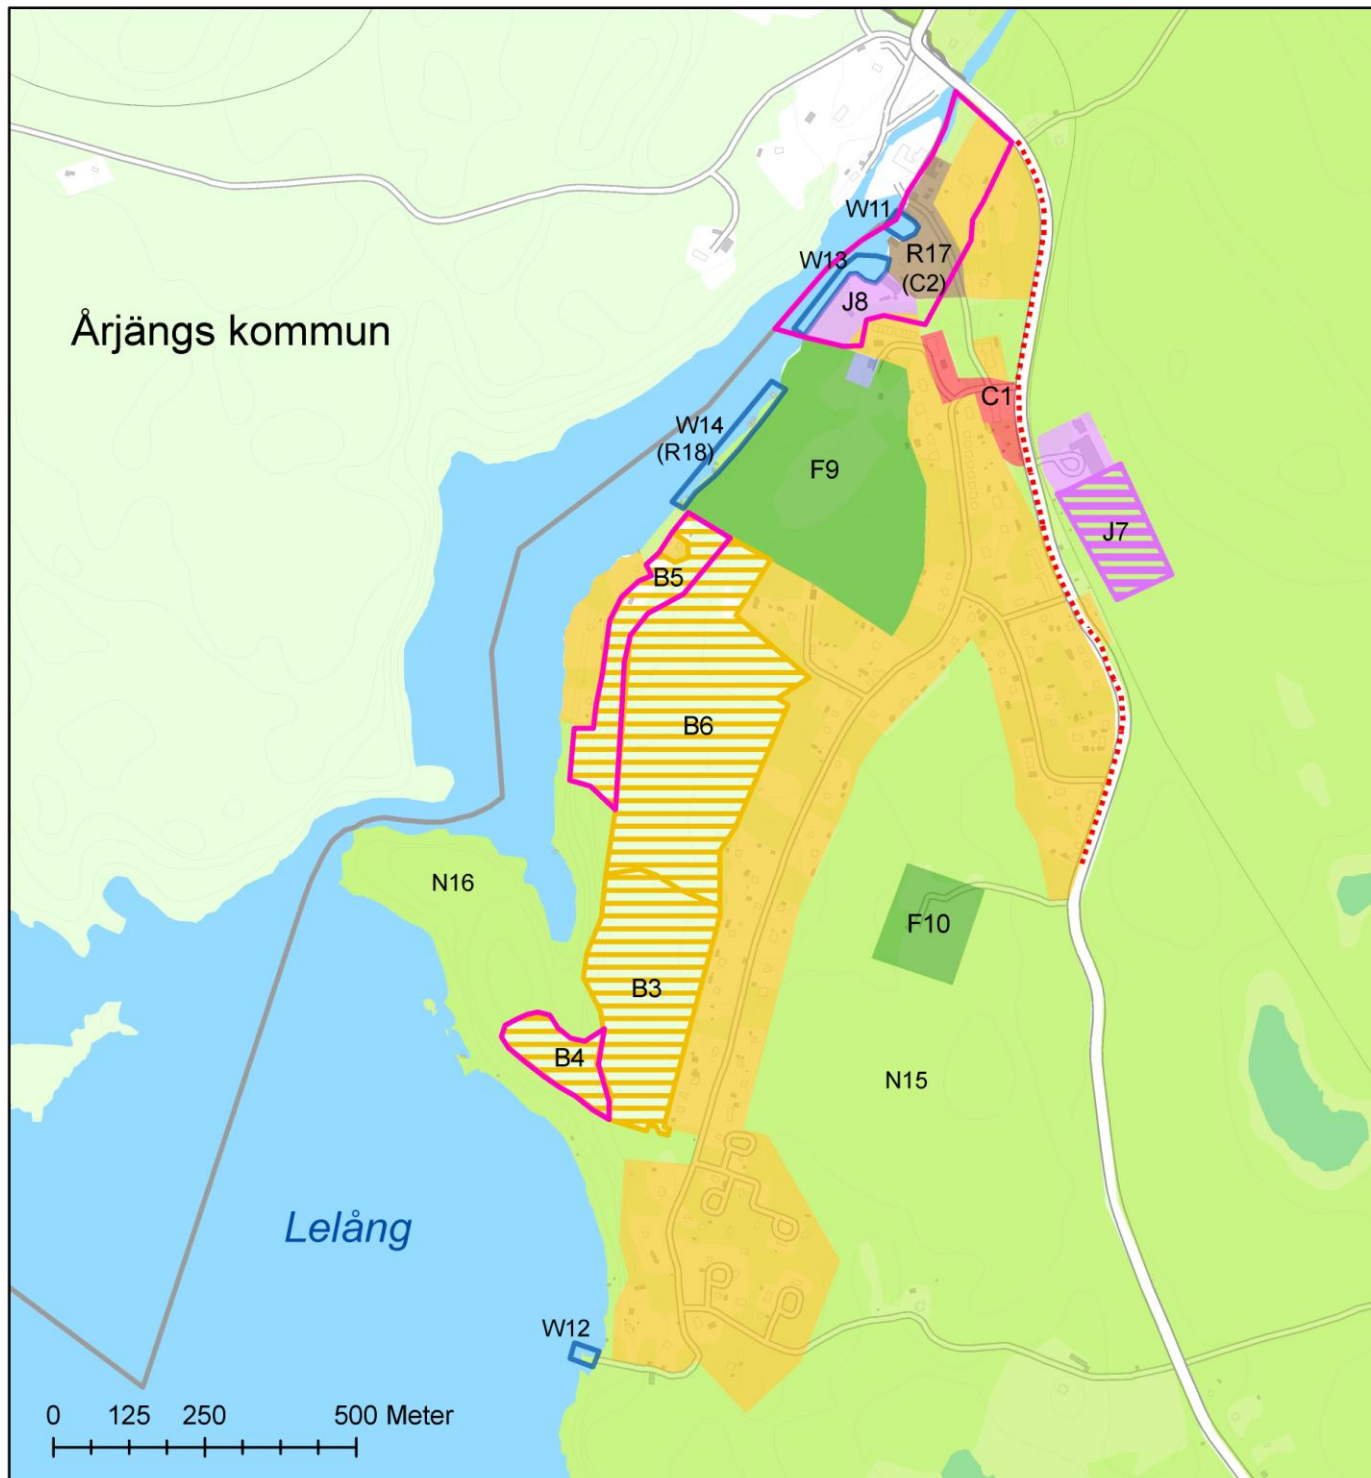 W11
W13
R17
(C2)
J8
Årjängs kommun
C1
W14
(R18)
F9
J7
B5
B6
N16
F10
B3
B4
N15
Lelång
W12
0 125 250 500 Meter